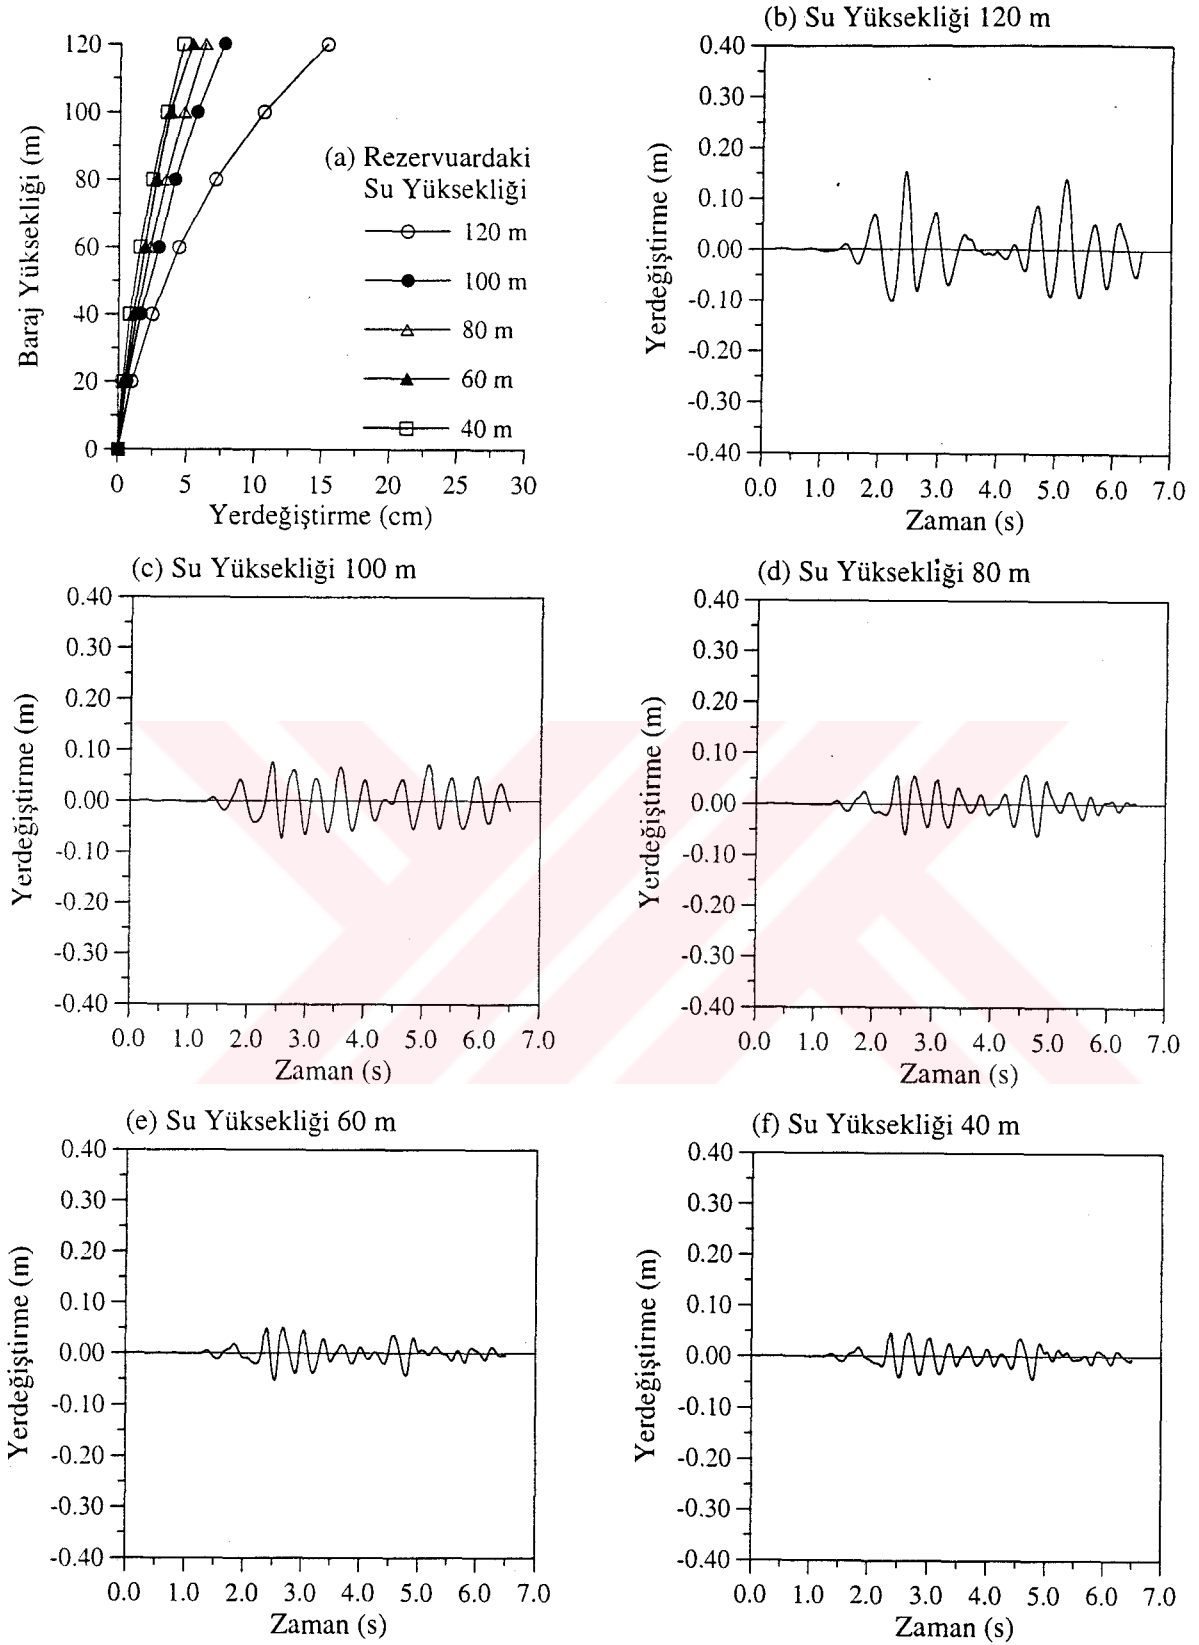 (a) Rezervuardaki
Su Yüksekliği
120 m
100 m
80 m
60 m
40 m
Baraj Yüksekliği (m)
120
100
80
60
40
20
0
0 5 10 15 20 25 30
Yerdeğiştirme (cm)
(b) Su Yüksekliği 120 m
Yerdeğiştirme (m)
0.40
0.30
0.20
0.10
0.00
-0.10
-0.20
-0.30
-0.40
0.0 1.0 2.0 3.0 4.0 5.0 6.0 7.0
Zaman (s)
(c) Su Yüksekliği 100 m
Yerdeğiştirme (m)
0.40
0.30
0.20
0.10
0.00
-0.10
-0.20
-0.30
-0.40
0.0 1.0 2.0 3.0 4.0 5.0 6.0 7.0
Zaman (s)
(d) Su Yüksekliği 80 m
Yerdeğiştirme (m)
0.40
0.30
0.20
0.10
0.00
-0.10
-0.20
-0.30
-0.40
0.0 1.0 2.0 3.0 4.0 5.0 6.0 7.0
Zaman (s)
(e) Su Yüksekliği 60 m
Yerdeğiştirme (m)
0.40
0.30
0.20
0.10
0.00
-0.10
-0.20
-0.30
-0.40
0.0 1.0 2.0 3.0 4.0 5.0 6.0 7.0
Zaman (s)
(f) Su Yüksekliği 40 m
Yerdeğiştirme (m)
0.40
0.30
0.20
0.10
0.00
-0.10
-0.20
-0.30
-0.40
0.0 1.0 2.0 3.0 4.0 5.0 6.0 7.0
Zaman (s)